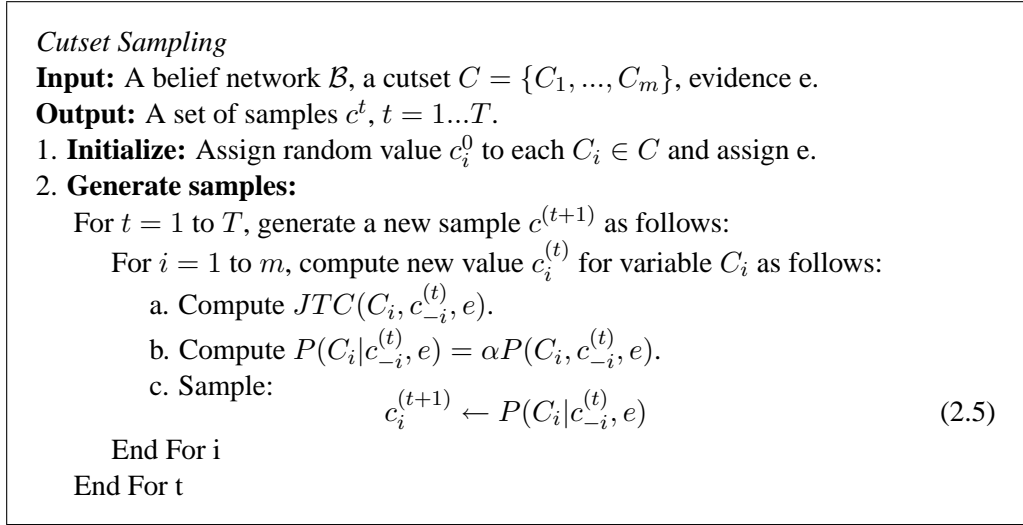 Cutset Sampling
Input: A belief network ℬ, a cutset C = {C₁, ..., Cₘ}, evidence e.
Output: A set of samples cᵗ, t = 1...T.
1. Initialize: Assign random value c_i^0 to each C_i ∈ C and assign e.
2. Generate samples:
For t = 1 to T, generate a new sample c^{(t+1)} as follows:
For i = 1 to m, compute new value c_i^{(t)} for variable C_i as follows:
a. Compute JTC(C_i, c_{-i}^{(t)}, e).
b. Compute P(C_i|c_{-i}^{(t)}, e) = αP(C_i, c_{-i}^{(t)}, e).
c. Sample:
c_i^{(t+1)} ← P(C_i|c_{-i}^{(t)}, e) (2.5)
End For i
End For t